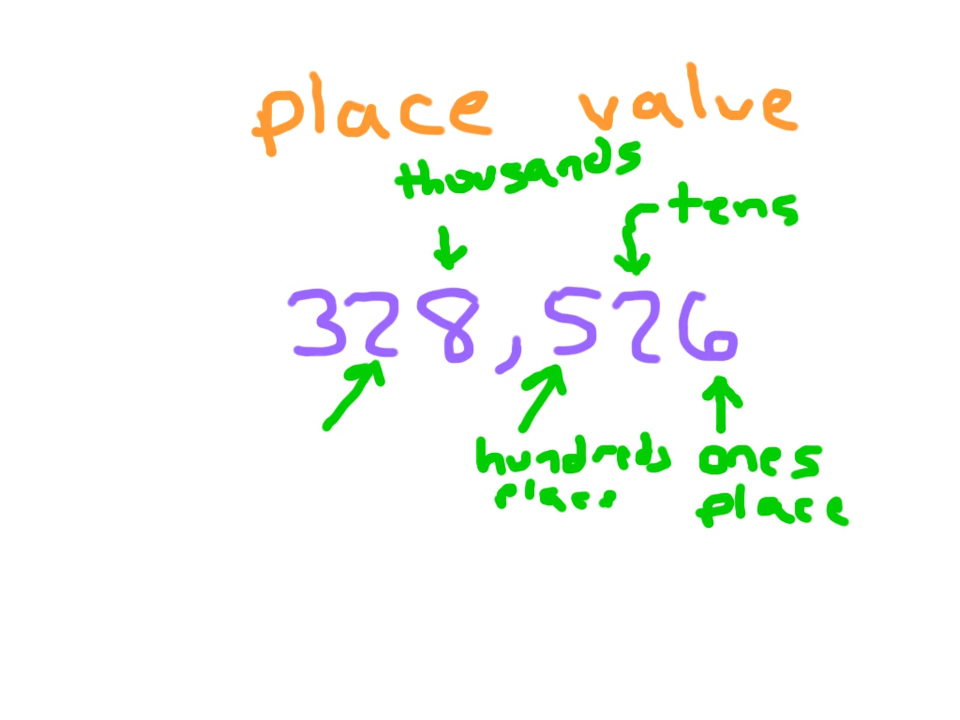 place value
thousands
tens
328,526
hundreds ones
place place